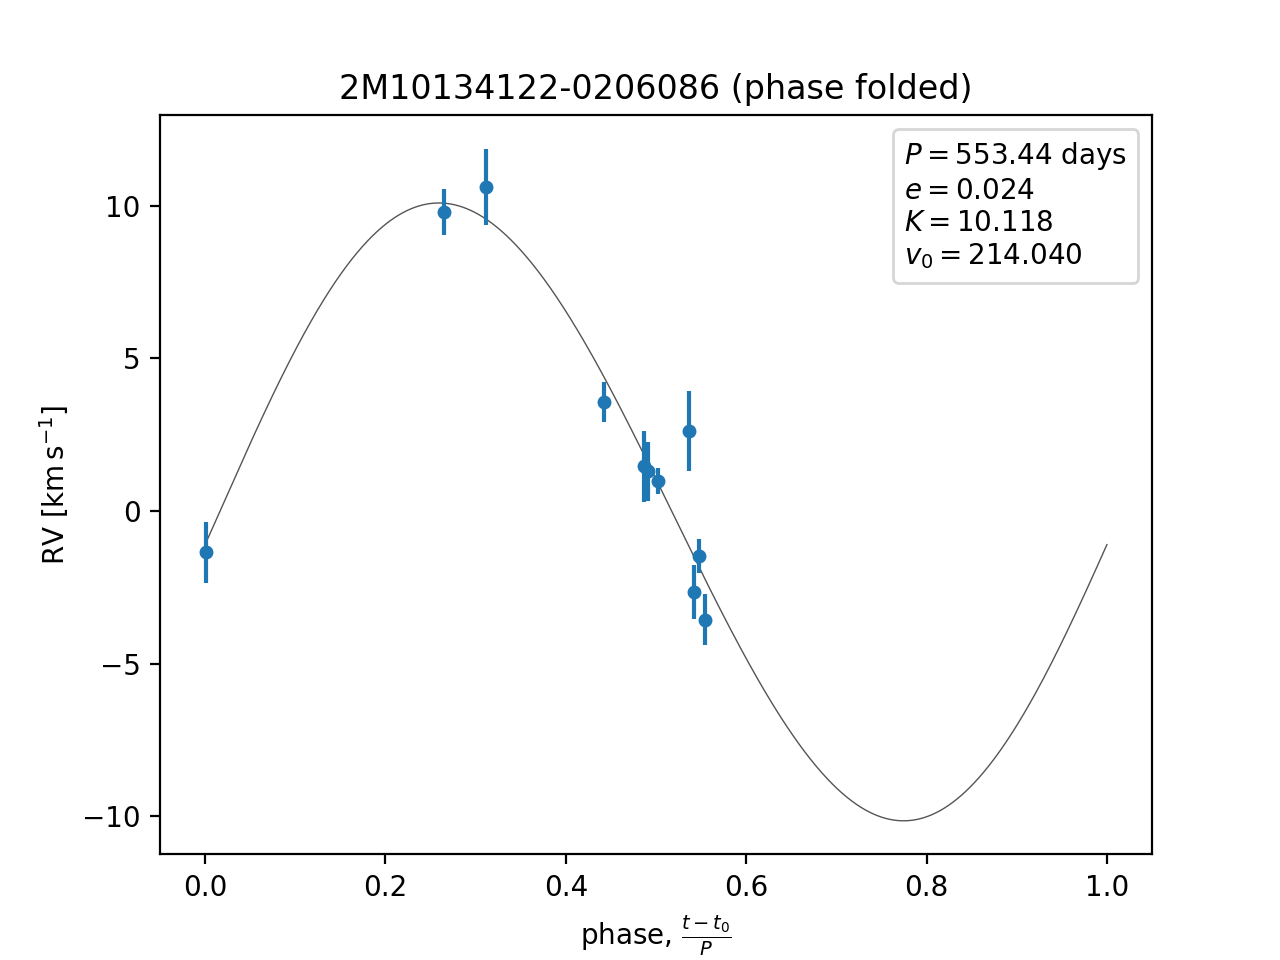 2M10134122-0206086 (phase folded)
P = 553.44 days
e = 0.024
K = 10.118
v₀ = 214.040
RV [km s⁻¹]
10
5
0
−5
−10
0.0 0.2 0.4 0.6 0.8 1.0
phase, (t − t₀)/P